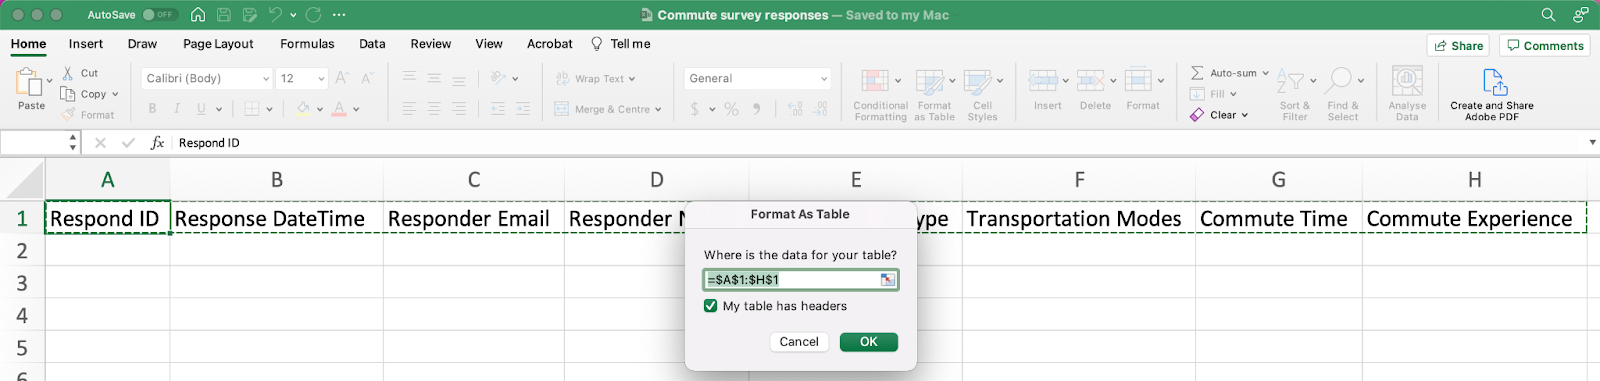 AutoSave OFF
Commute survey responses — Saved to my Mac
Home Insert Draw Page Layout Formulas Data Review View Acrobat Tell me Share Comments
Paste Cut Copy Format
Calibri (Body) 12 A A
B I U A
ab Wrap Text
Merge & Centre
General
$ %
Conditional Formatting
Format as Table
Cell Styles
Insert Delete Format
Auto-sum
Fill
Clear
Sort & Filter
Find & Select
Analyse Data
Create and Share Adobe PDF
fx Respond ID
A B C D E F G H
1 Respond ID Response DateTime Responder Email Responder Transportation Modes Commute Time Commute Experience
2
3
4
5
6
Format As Table
Where is the data for your table?
=$A$1:$H$1
My table has headers
Cancel OK